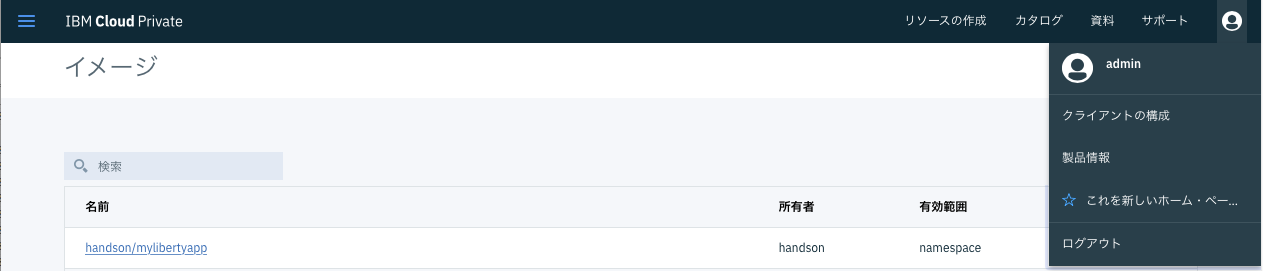 IBM Cloud Private リソースの作成 カタログ 資料 サポート
イメージ
admin
クライアントの構成
製品情報
これを新しいホーム・ペー...
ログアウト
検索
名前 所有者 有効範囲
handson/mylibertyapp handson namespace